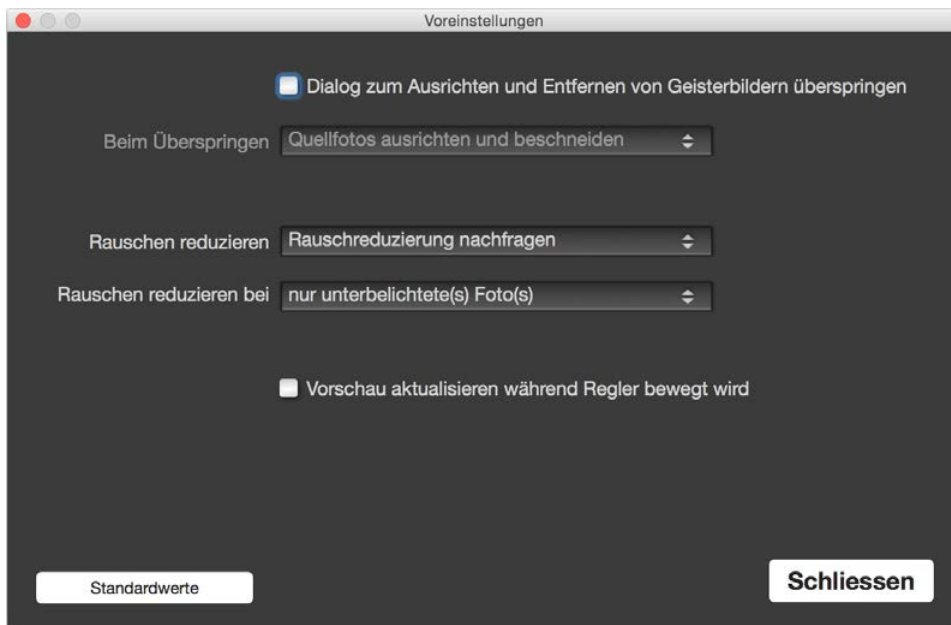 Voreinstellungen
Dialog zum Ausrichten und Entfernen von Geisterbildern überspringen
Beim Überspringen Quellfotos ausrichten und beschneiden
Rauschen reduzieren Rauschreduzierung nachfragen
Rauschen reduzieren bei nur unterbelichtete(s) Foto(s)
Vorschau aktualisieren während Regler bewegt wird
Standardwerte Schliessen